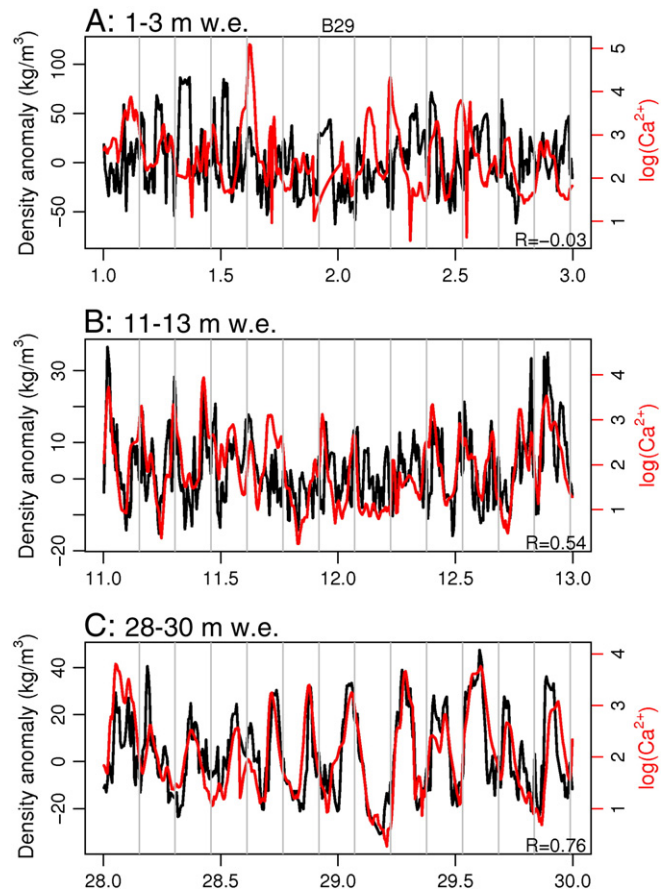 A: 1-3 m w.e.
B29
Density anomaly (kg/m³)
100
50
0
−50
5
4
3
2
1
log(Ca²⁺)
R=−0.03
1.0 1.5 2.0 2.5 3.0
B: 11-13 m w.e.
Density anomaly (kg/m³)
30
10
0
−20
4
3
2
1
log(Ca²⁺)
R=0.54
11.0 11.5 12.0 12.5 13.0
C: 28-30 m w.e.
Density anomaly (kg/m³)
40
20
0
−20
4
3
2
1
log(Ca²⁺)
R=0.76
28.0 28.5 29.0 29.5 30.0